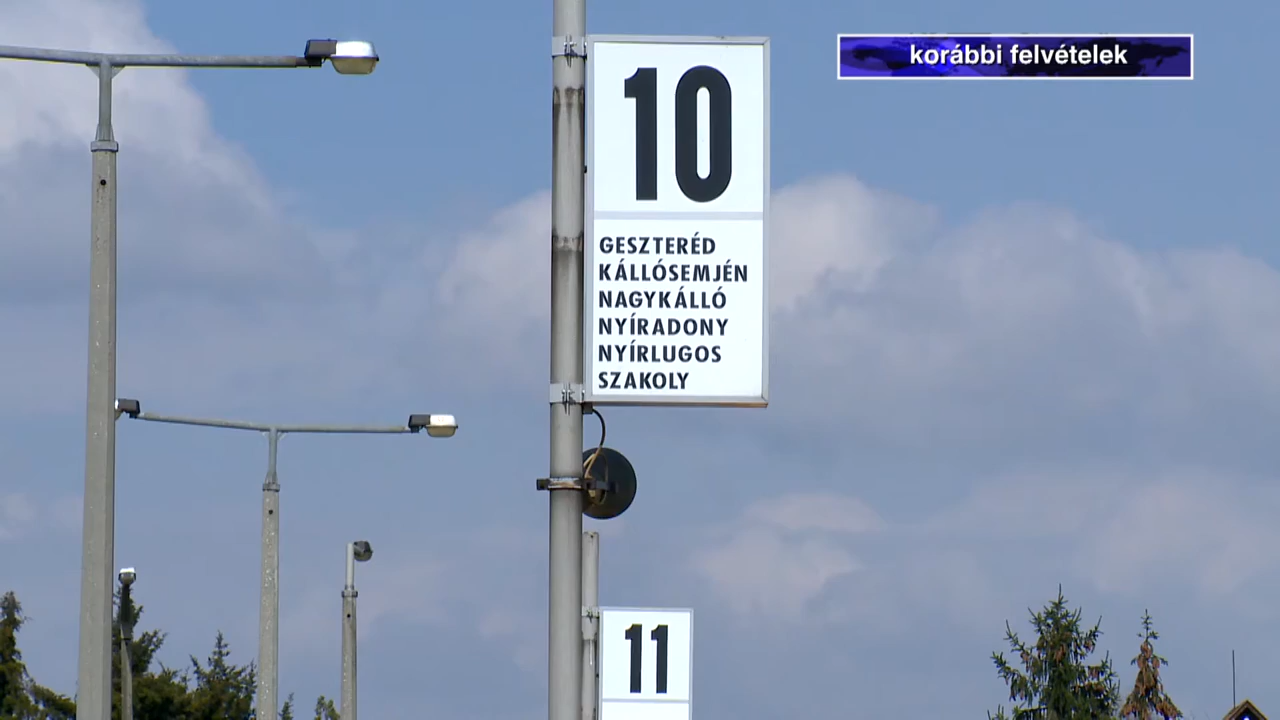 korábbi felvételek
10
GESZTERÉD
KÁLLÓSEMJÉN
NAGYKÁLLÓ
NYÍRADONY
NYÍRLUGOS
SZAKOLY
11